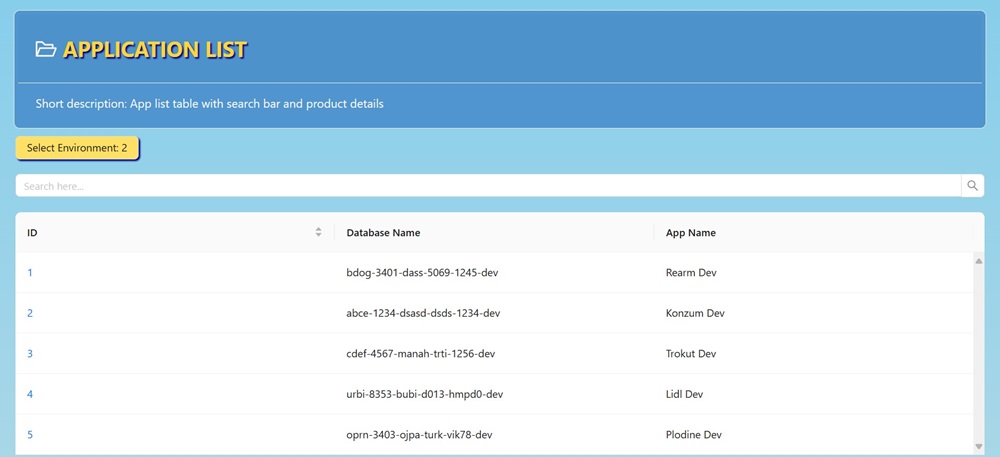 APPLICATION LIST
Short description: App list table with search bar and product details
Select Environment: 2
Search here...
ID Database Name App Name
1 bdog-3401-dass-5069-1245-dev Rearm Dev
2 abce-1234-dsasd-dsds-1234-dev Konzum Dev
3 cdef-4567-manah-trti-1256-dev Trokut Dev
4 urbi-8353-bubi-d013-hmpd0-dev Lidl Dev
5 oprn-3403-ojpa-turk-vik78-dev Plodine Dev